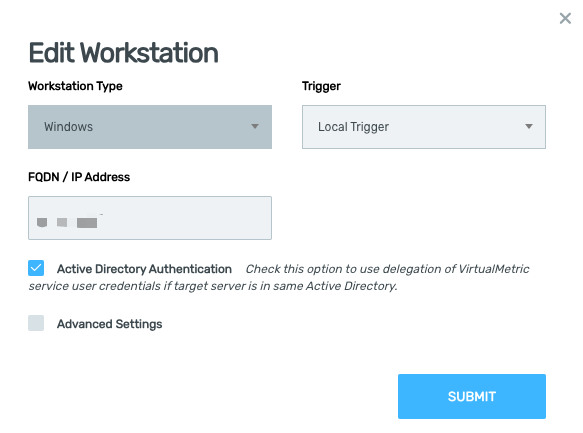 Edit Workstation
Workstation Type
Trigger
Windows
Local Trigger
FQDN / IP Address
Active Directory Authentication Check this option to use delegation of VirtualMetric
service user credentials if target server is in same Active Directory.
Advanced Settings
SUBMIT